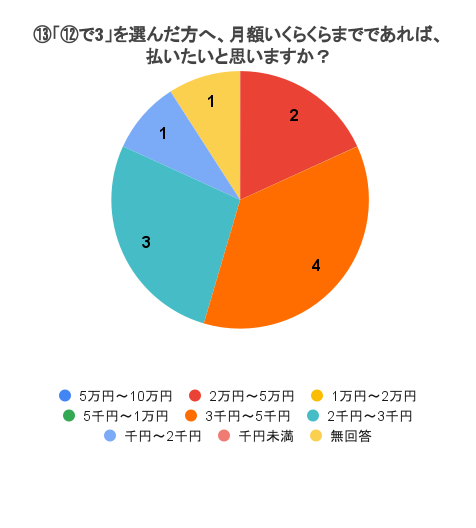 ⑬「⑫で3」を選んだ方へ、月額いくらくらまでであれば、
払いたいと思いますか？
1
2
1
3
4
5万円〜10万円 2万円〜5万円 1万円〜2万円
5千円〜1万円 3千円〜5千円 2千円〜3千円
千円〜2千円 千円未満 無回答